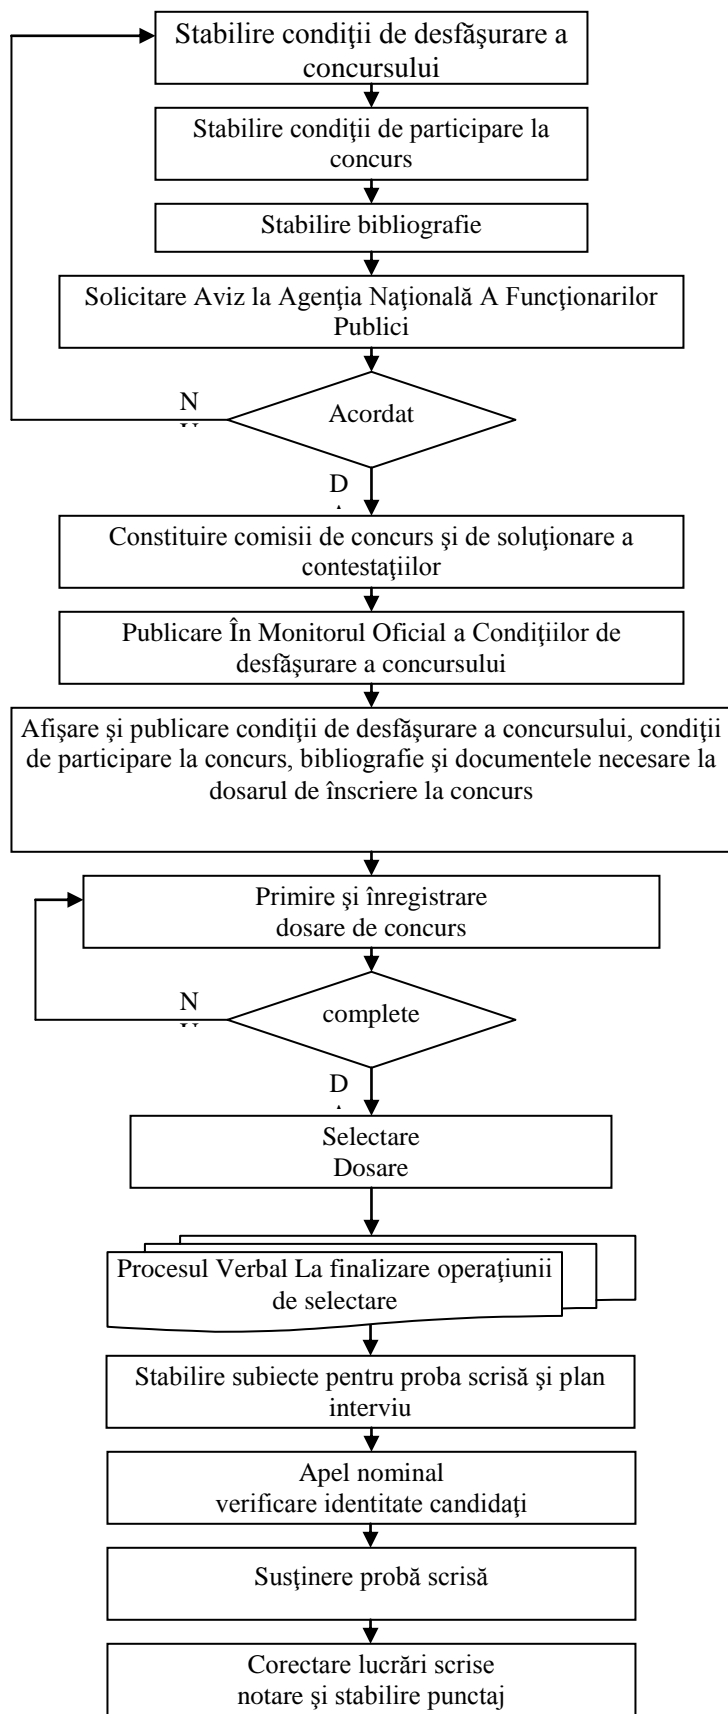 Stabilire condiţii de desfăşurare a
concursului
Stabilire condiţii de participare la
concurs
Stabilire bibliografie
Solicitare Aviz la Agenţia Naţională A Funcţionarilor
Publici
N
Acordat
D
Constituire comisii de concurs şi de soluţionare a
contestaţiilor
Publicare În Monitorul Oficial a Condiţiilor de
desfăşurare a concursului
Afişare şi publicare condiţii de desfăşurare a concursului, condiţii
de participare la concurs, bibliografie şi documentele necesare la
dosarul de înscriere la concurs
Primire şi înregistrare
dosare de concurs
N
complete
D
Selectare
Dosare
Procesul Verbal La finalizare operaţiunii
de selectare
Stabilire subiecte pentru proba scrisă şi plan
interviu
Apel nominal
verificare identitate candidaţi
Susţinere probă scrisă
Corectare lucrări scrise
notare şi stabilire punctaj